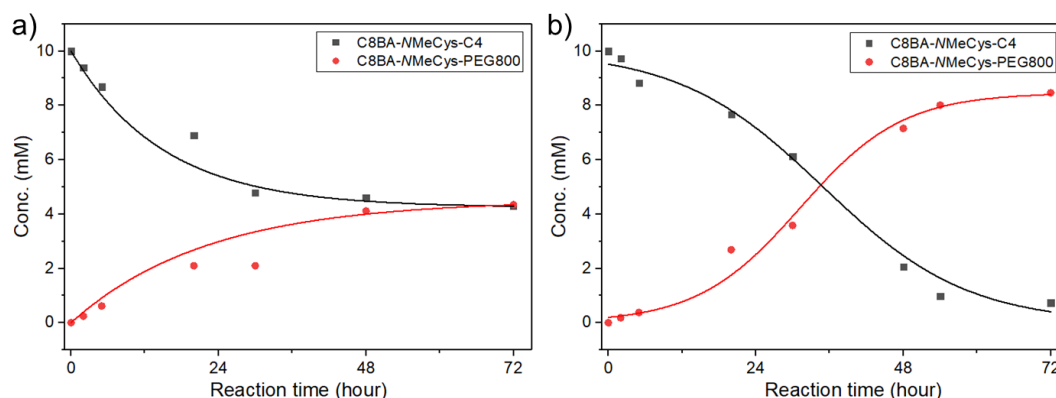 a)
C8BA-NMeCys-C4
C8BA-NMeCys-PEG800
10
8
6
4
2
0
Conc. (mM)
0 24 48 72
Reaction time (hour)
b)
C8BA-NMeCys-C4
C8BA-NMeCys-PEG800
10
8
6
4
2
0
Conc. (mM)
0 24 48 72
Reaction time (hour)